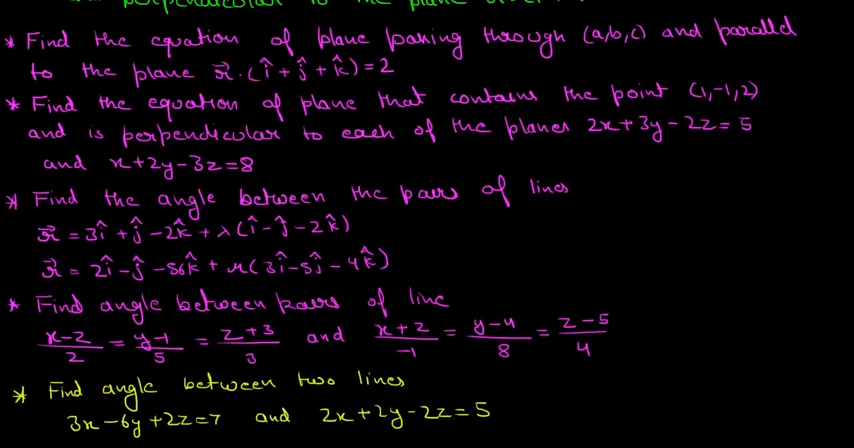 perpendicular to the plane
* Find the equation of plane passing through (a,b,c) and parallel
to the plane r⃗.(î+ĵ+k̂)=2
* Find the equation of plane that contains the point (1,-1,2)
and is perpendicular to each of the planes 2x+3y-2z=5
and x+2y-3z=8
* Find the angle between the pairs of lines
r⃗ = 3î+ĵ-2k̂+λ(î-ĵ-2k̂)
r⃗ = 2î-ĵ-56k̂+μ(3î-5ĵ-4k̂)
* Find angle between pairs of line
(x-2)/2 = (y-1)/5 = (z+3)/3 and (x+2)/-1 = (y-4)/8 = (z-5)/4
* Find angle between two lines
3x-6y+2z=7 and 2x+2y-2z=5